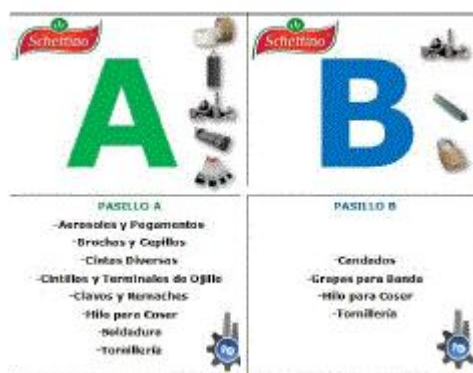 Schettino
Schettino
A
B
PASILLO A
-Aerosoles y Pegamentos
-Brochas y Cepillos
-Cintas Diversas
-Cintillos y Terminales de Ojillo
-Clavos y Remaches
-Hilo para Coser
-Soldadura
-Tornillería
PASILLO B
-Candados
-Grapas para Banda
-Hilo para Coser
-Tornillería